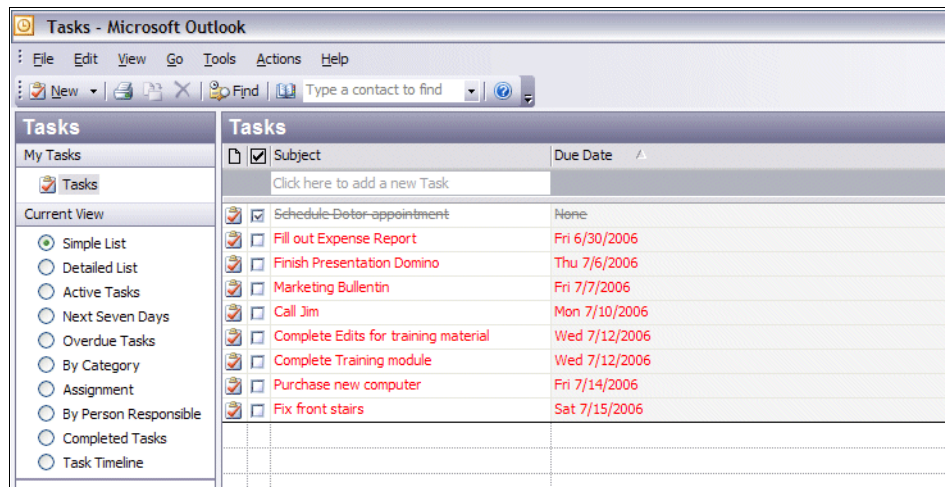 Tasks - Microsoft Outlook
File Edit View Go Tools Actions Help
New Find Type a contact to find
Tasks
My Tasks
Tasks
Current View
Simple List
Detailed List
Active Tasks
Next Seven Days
Overdue Tasks
By Category
Assignment
By Person Responsible
Completed Tasks
Task Timeline
Tasks
Subject Due Date
Click here to add a new Task
Schedule Dotor appointment None
Fill out Expense Report Fri 6/30/2006
Finish Presentation Domino Thu 7/6/2006
Marketing Bullentin Fri 7/7/2006
Call Jim Mon 7/10/2006
Complete Edits for training material Wed 7/12/2006
Complete Training module Wed 7/12/2006
Purchase new computer Fri 7/14/2006
Fix front stairs Sat 7/15/2006